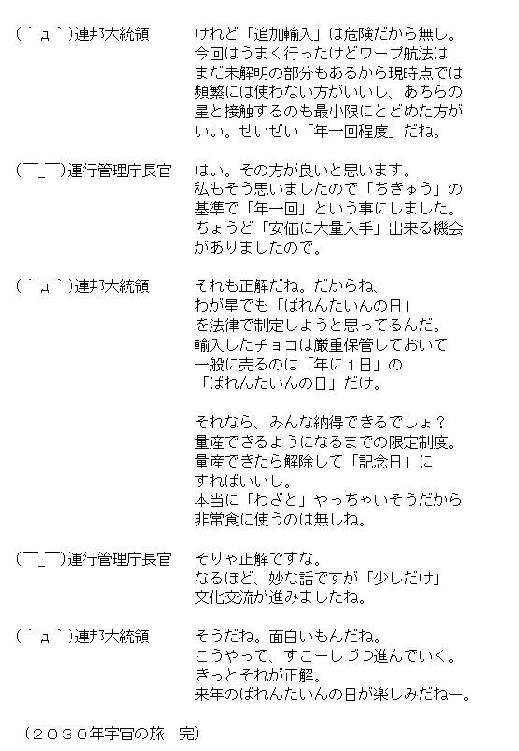 (´д｀)連邦大統領　けれど「追加輸入」は危険だから無し。
今回はうまく行ったけどワープ航法は
まだ未解明の部分もあるから現時点では
頻繁には使わない方がいいし、あちらの
星と接触するのも最小限にとどめた方が
いい。せいぜい「年一回程度」だね。
(￣_￣)運行管理庁長官　はい。その方が良いと思います。
私もそう思いましたので「ちきゅう」の
基準で「年一回」という事にしました。
ちょうど「安価に大量入手」出来る機会
がありましたので。
(´д｀)連邦大統領　それも正解だね。だからね、
わが星でも「ばれんたいんの日」
を法律で制定しようと思ってるんだ。
輸入したチョコは厳重保管しておいて
一般に売るのは「年に１日」の
「ばれんたいんの日」だけ。
それなら、みんな納得できるでしょ？
量産できるようになるまでの限定制度。
量産できたら解除して「記念日」に
すればいいし。
本当に「わざと」やっちゃいそうだから
非常食に使うのは無しね。
(￣_￣)運行管理庁長官　そりゃ正解ですな。
なるほど、妙な話ですが「少しだけ」
文化交流が進みましたね。
(´д｀)連邦大統領　そうだね。面白いもんだね。
こうやって、すこーしづつ進んでいく。
きっとそれが正解。
来年のばれんたいんの日が楽しみだねー。
（２０３０年宇宙の旅　完）